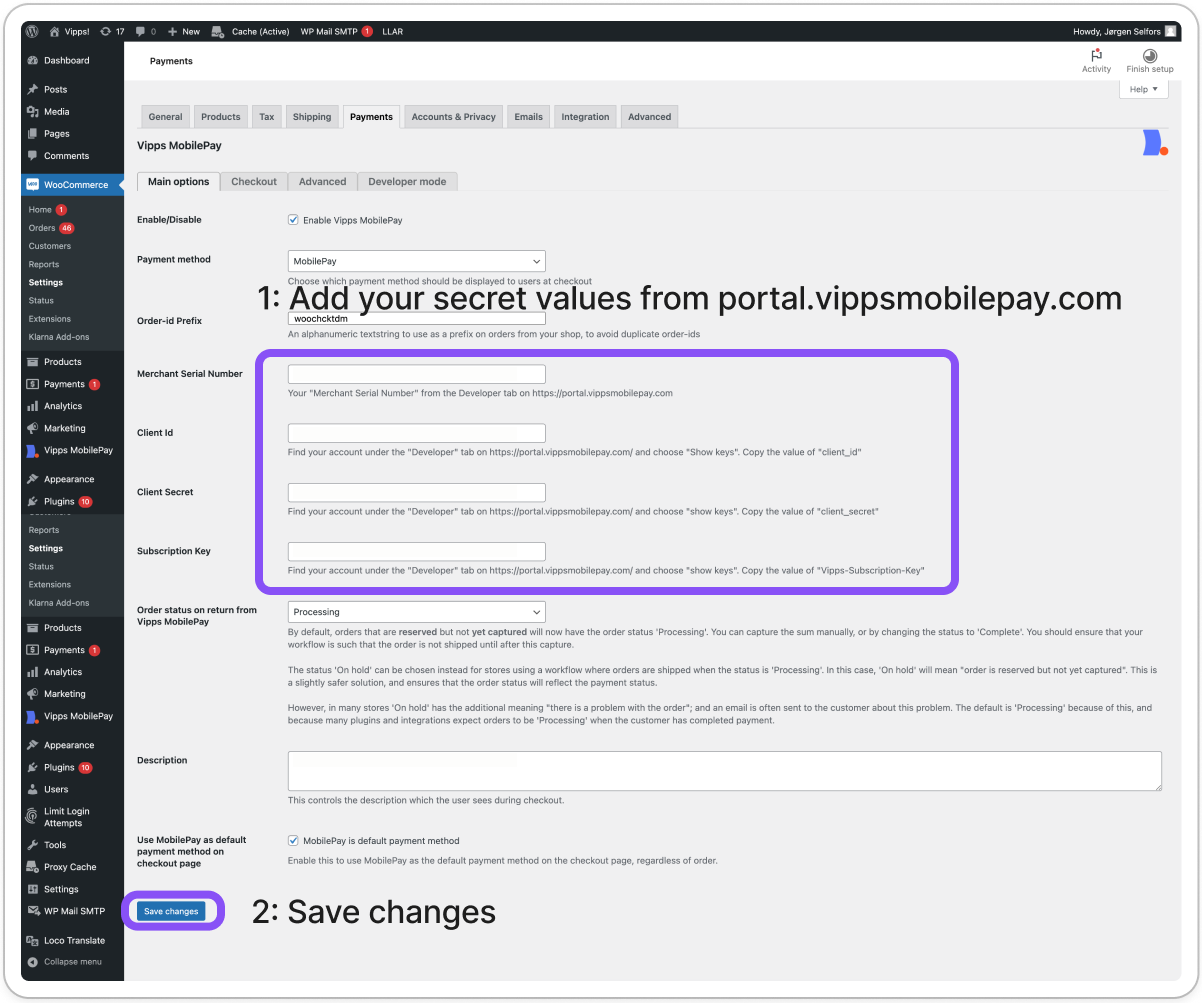 Vipps! 17 0 New Cache (Active) WP Mail SMTP 1 LLAR Howdy, Jørgen Selfors
Dashboard
Posts
Media
Pages
Comments
WooCommerce
Home 1
Orders 46
Customers
Reports
Settings
Status
Extensions
Klarna Add-ons
Products
Payments 1
Analytics
Marketing
Vipps MobilePay
Appearance
Plugins 10
Reports
Settings
Status
Extensions
Klarna Add-ons
Products
Payments 1
Analytics
Marketing
Vipps MobilePay
Appearance
Plugins 10
Users
Limit Login
Attempts
Tools
Proxy Cache
Settings
WP Mail SMTP
Loco Translate
Collapse menu
Payments
Activity Finish setup
Help
General Products Tax Shipping Payments Accounts & Privacy Emails Integration Advanced
Vipps MobilePay
Main options Checkout Advanced Developer mode
Enable/Disable Enable Vipps MobilePay
Payment method MobilePay
Choose which payment method should be displayed to users at checkout
1: Add your secret values from portal.vippsmobilepay.com
Order-id Prefix woochcktdm
An alphanumeric textstring to use as a prefix on orders from your shop, to avoid duplicate order-ids
Merchant Serial Number
Your "Merchant Serial Number" from the Developer tab on https://portal.vippsmobilepay.com
Client Id
Find your account under the "Developer" tab on https://portal.vippsmobilepay.com/ and choose "Show keys". Copy the value of "client_id"
Client Secret
Find your account under the "Developer" tab on https://portal.vippsmobilepay.com/ and choose "show keys". Copy the value of "client_secret"
Subscription Key
Find your account under the "Developer" tab on https://portal.vippsmobilepay.com/ and choose "show keys". Copy the value of "Vipps-Subscription-Key"
Order status on return from
Vipps MobilePay
Processing
By default, orders that are reserved but not yet captured will now have the order status 'Processing'. You can capture the sum manually, or by changing the status to 'Complete'. You should ensure that your
workflow is such that the order is not shipped until after this capture.
The status 'On hold' can be chosen instead for stores using a workflow where orders are shipped when the status is 'Processing'. In this case, 'On hold' will mean "order is reserved but not yet captured". This is
a slightly safer solution, and ensures that the order status will reflect the payment status.
However, in many stores 'On hold' has the additional meaning "there is a problem with the order"; and an email is often sent to the customer about this problem. The default is 'Processing' because of this, and
because many plugins and integrations expect orders to be 'Processing' when the customer has completed payment.
Description
This controls the description which the user sees during checkout.
Use MobilePay as default
payment method on
checkout page
MobilePay is default payment method
Enable this to use MobilePay as the default payment method on the checkout page, regardless of order.
Save changes
2: Save changes